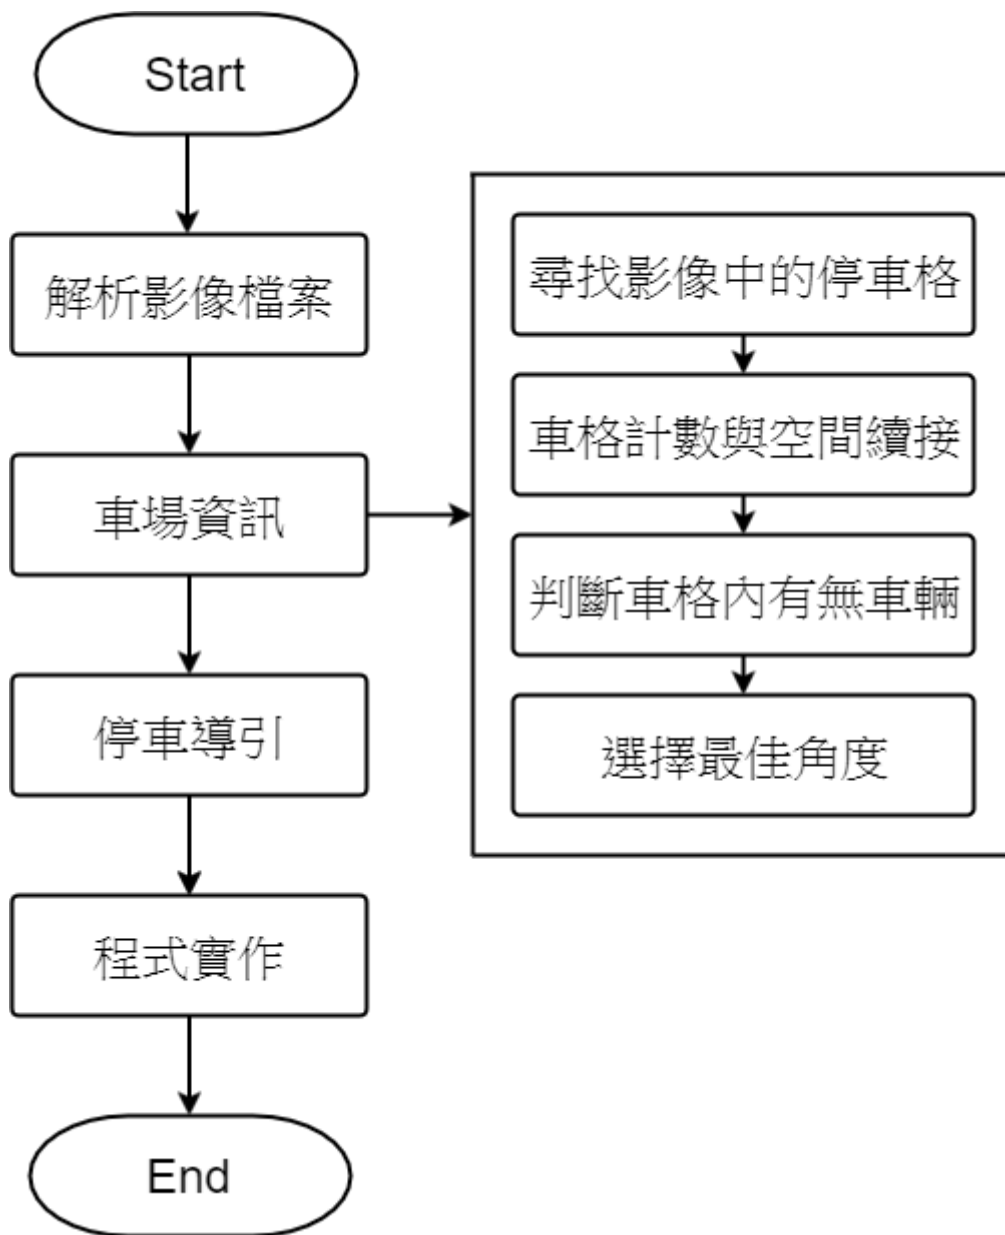 Start
解析影像檔案
車場資訊
停車導引
程式實作
End
尋找影像中的停車格
車格計數與空間續接
判斷車格內有無車輛
選擇最佳角度